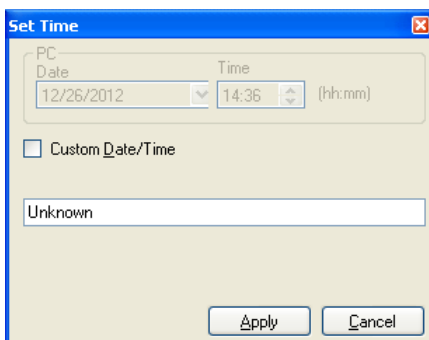 Set Time
PC
Date Time
12/26/2012 14:36 (hh:mm)
Custom Date/Time
Unknown
Apply Cancel